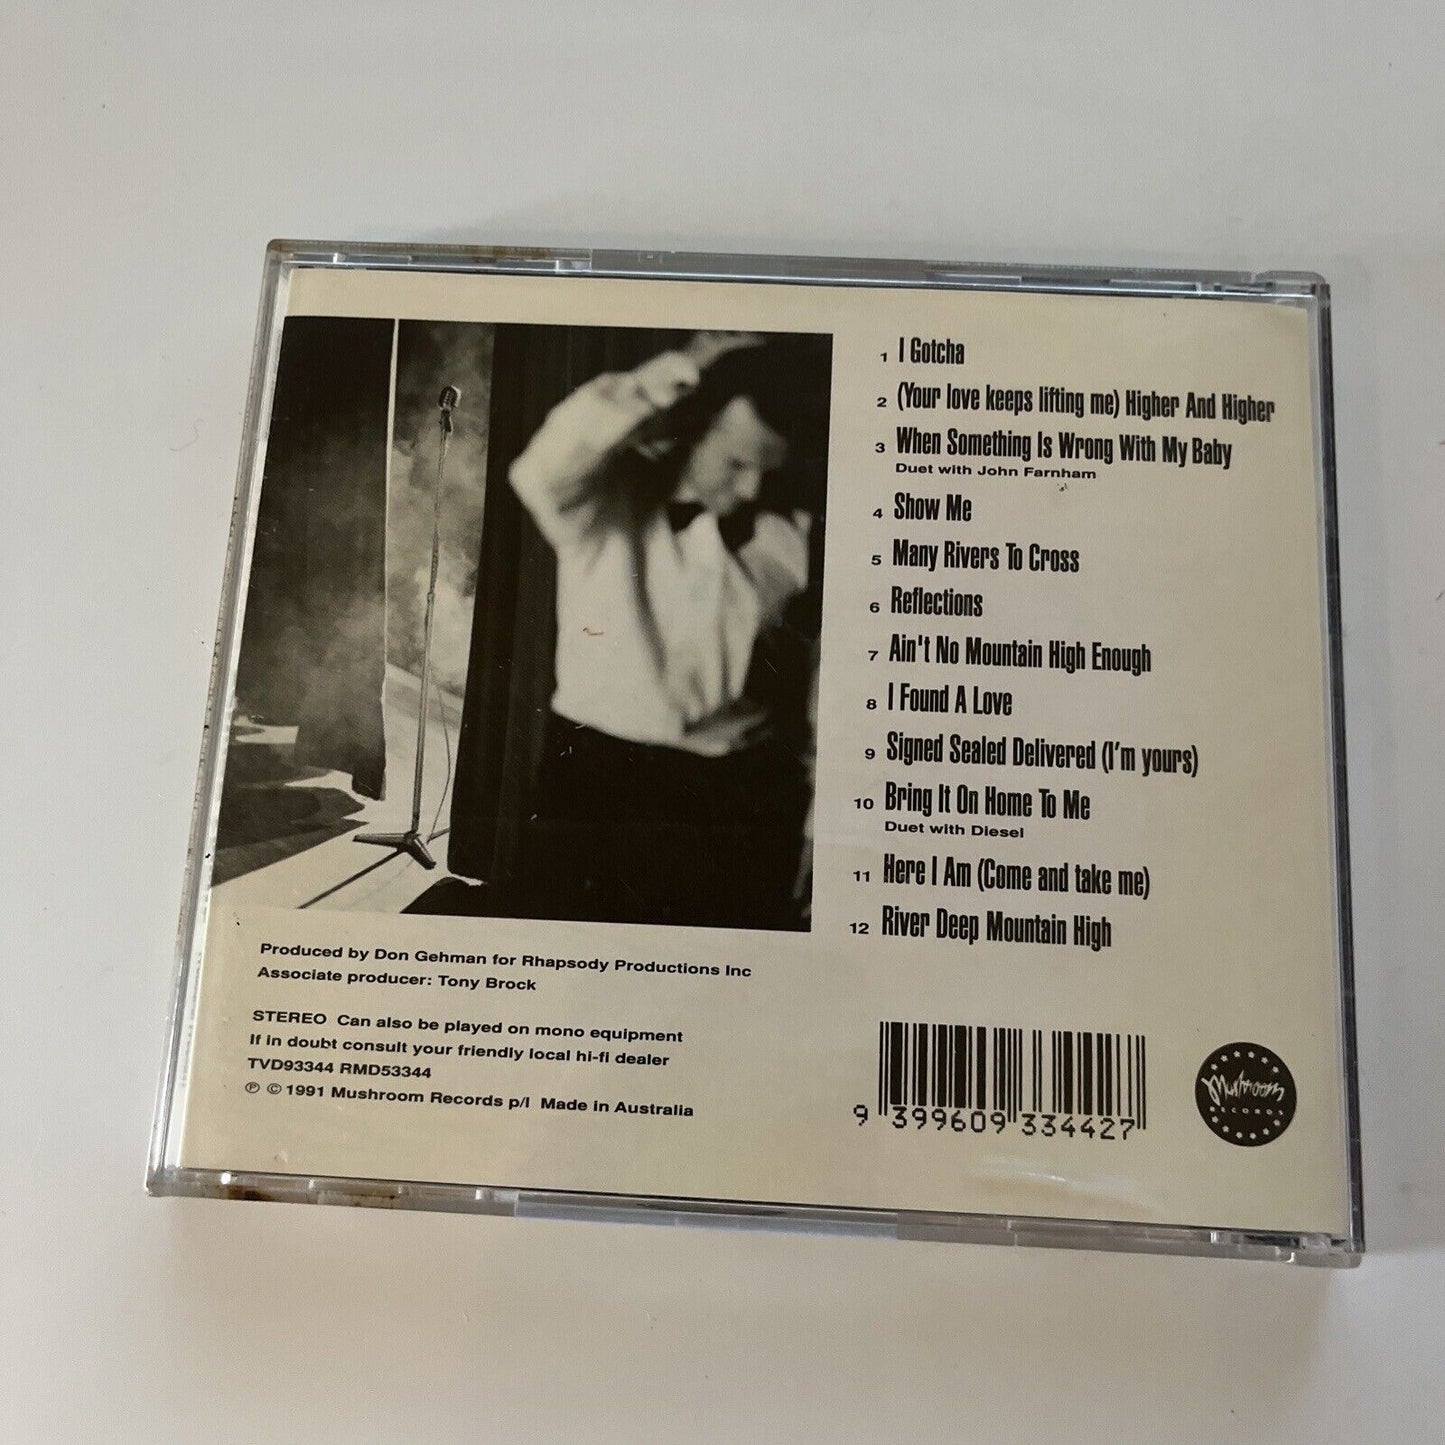 1 I Gotcha
2 (Your love keeps lifting me) Higher And Higher
3 When Something Is Wrong With My Baby
Duet with John Farnham
4 Show Me
5 Many Rivers To Cross
6 Reflections
7 Ain't No Mountain High Enough
8 I Found A Love
9 Signed Sealed Delivered (I'm yours)
10 Bring It On Home To Me
Duet with Diesel
11 Here I Am (Come and take me)
12 River Deep Mountain High
Produced by Don Gehman for Rhapsody Productions Inc
Associate producer: Tony Brock
STEREO Can also be played on mono equipment
If in doubt consult your friendly local hi-fi dealer
TVD93344 RMD53344
℗ © 1991 Mushroom Records p/l Made in Australia
9 399609 334427
Mushroom
RECORDS